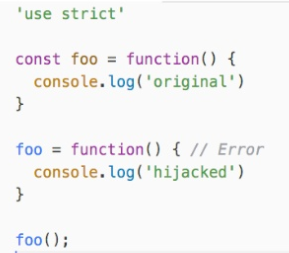 'use strict'
const foo = function() {
  console.log('original')
}
foo = function() { // Error
  console.log('hijacked')
}
foo();